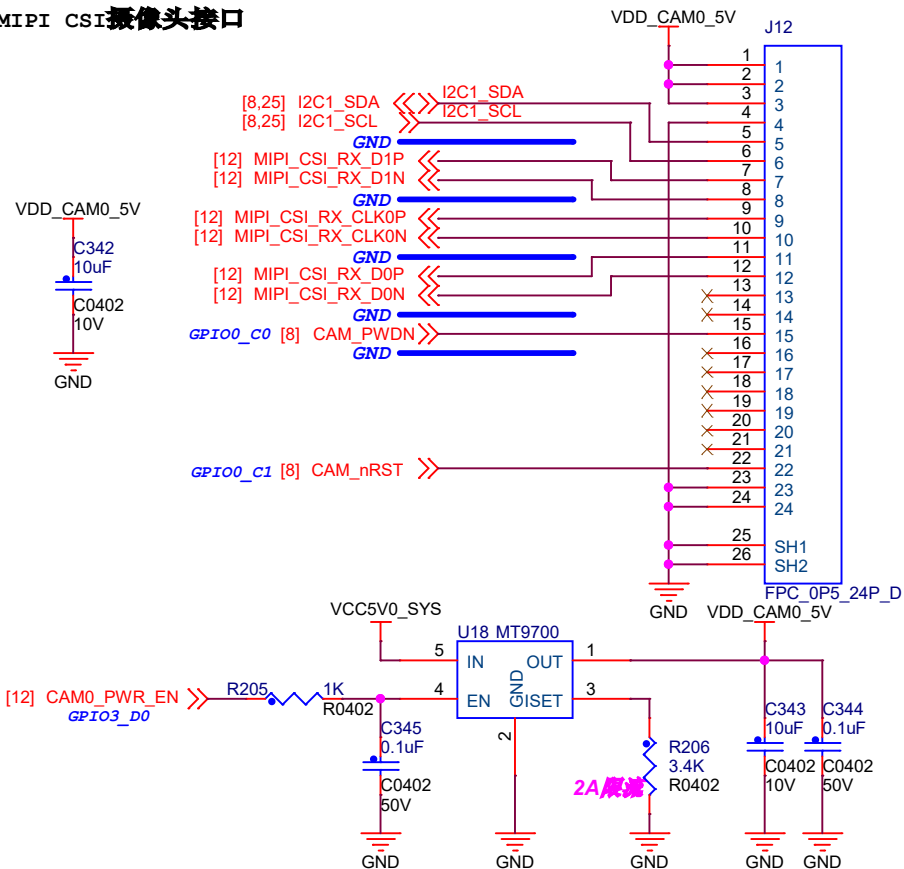 MIPI CSI摄像头接口
VDD_CAM0_5V
J12
1 1
2 2
3 3
4 4
[8,25] I2C1_SDA I2C1_SDA 5 5
[8,25] I2C1_SCL I2C1_SCL 6 6
GND
[12] MIPI_CSI_RX_D1P 7 7
[12] MIPI_CSI_RX_D1N 8 8
GND
[12] MIPI_CSI_RX_CLK0P 9 9
[12] MIPI_CSI_RX_CLK0N 10 10
GND
[12] MIPI_CSI_RX_D0P 11 11
[12] MIPI_CSI_RX_D0N 12 12
GND
13 13
14 14
GPIO0_C0 [8] CAM_PWDN 15 15
GND
16 16
17 17
18 18
19 19
20 20
21 21
GPIO0_C1 [8] CAM_nRST 22 22
23 23
24 24
25 SH1
26 SH2
GND
FPC_0P5_24P_D
VDD_CAM0_5V
C342
10uF
C0402
10V
GND
VCC5V0_SYS
U18 MT9700
5 IN OUT 1
4 EN GND ISET 3
2
[12] CAM0_PWR_EN
GPIO3_D0
R205 1K
R0402
C345
0.1uF
C0402
50V
GND
GND
R206
3.4K
R0402
2A限流
GND
VDD_CAM0_5V
C343
10uF
C0402
10V
GND
C344
0.1uF
C0402
50V
GND